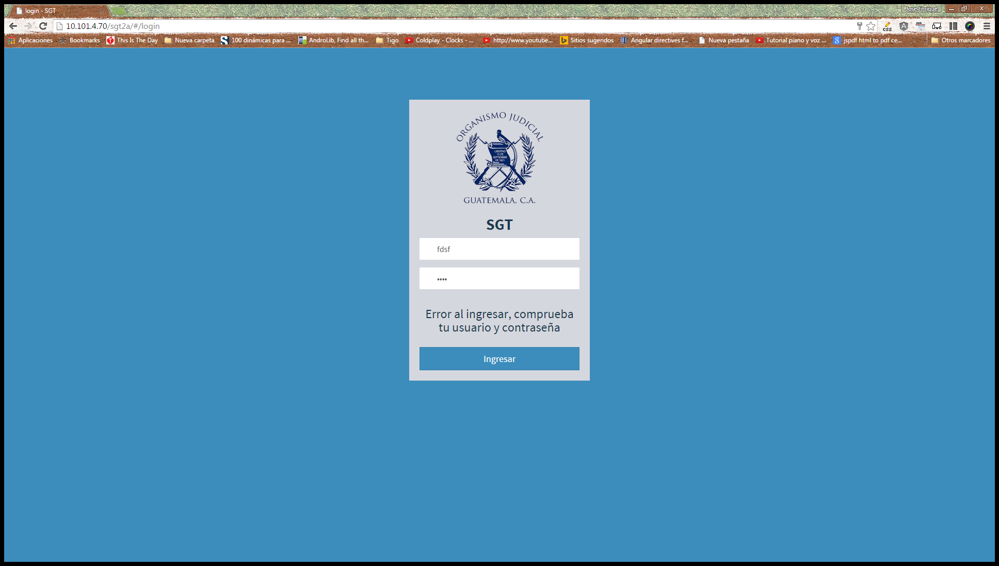 login - SGT
Jose Enrique
10.101.4.70/sgt2a/#/login
css
css
Aplicaciones
Bookmarks
This Is The Day
Nueva carpeta
100 dinámicas para ...
AndroLib, Find all th...
Tigo
Coldplay - Clocks - ...
http://www.youtube...
Sitios sugeridos
Angular directives f...
Nueva pestaña
Tutorial piano y voz ...
jspdf html to pdf ce...
Otros marcadores
ORGANISMO JUDICIAL
LIBERTAD
15 DE
SEPTIEMBRE
DE 1821
GUATEMALA, C.A.
SGT
fdsf
••••
Error al ingresar, comprueba
tu usuario y contraseña
Ingresar